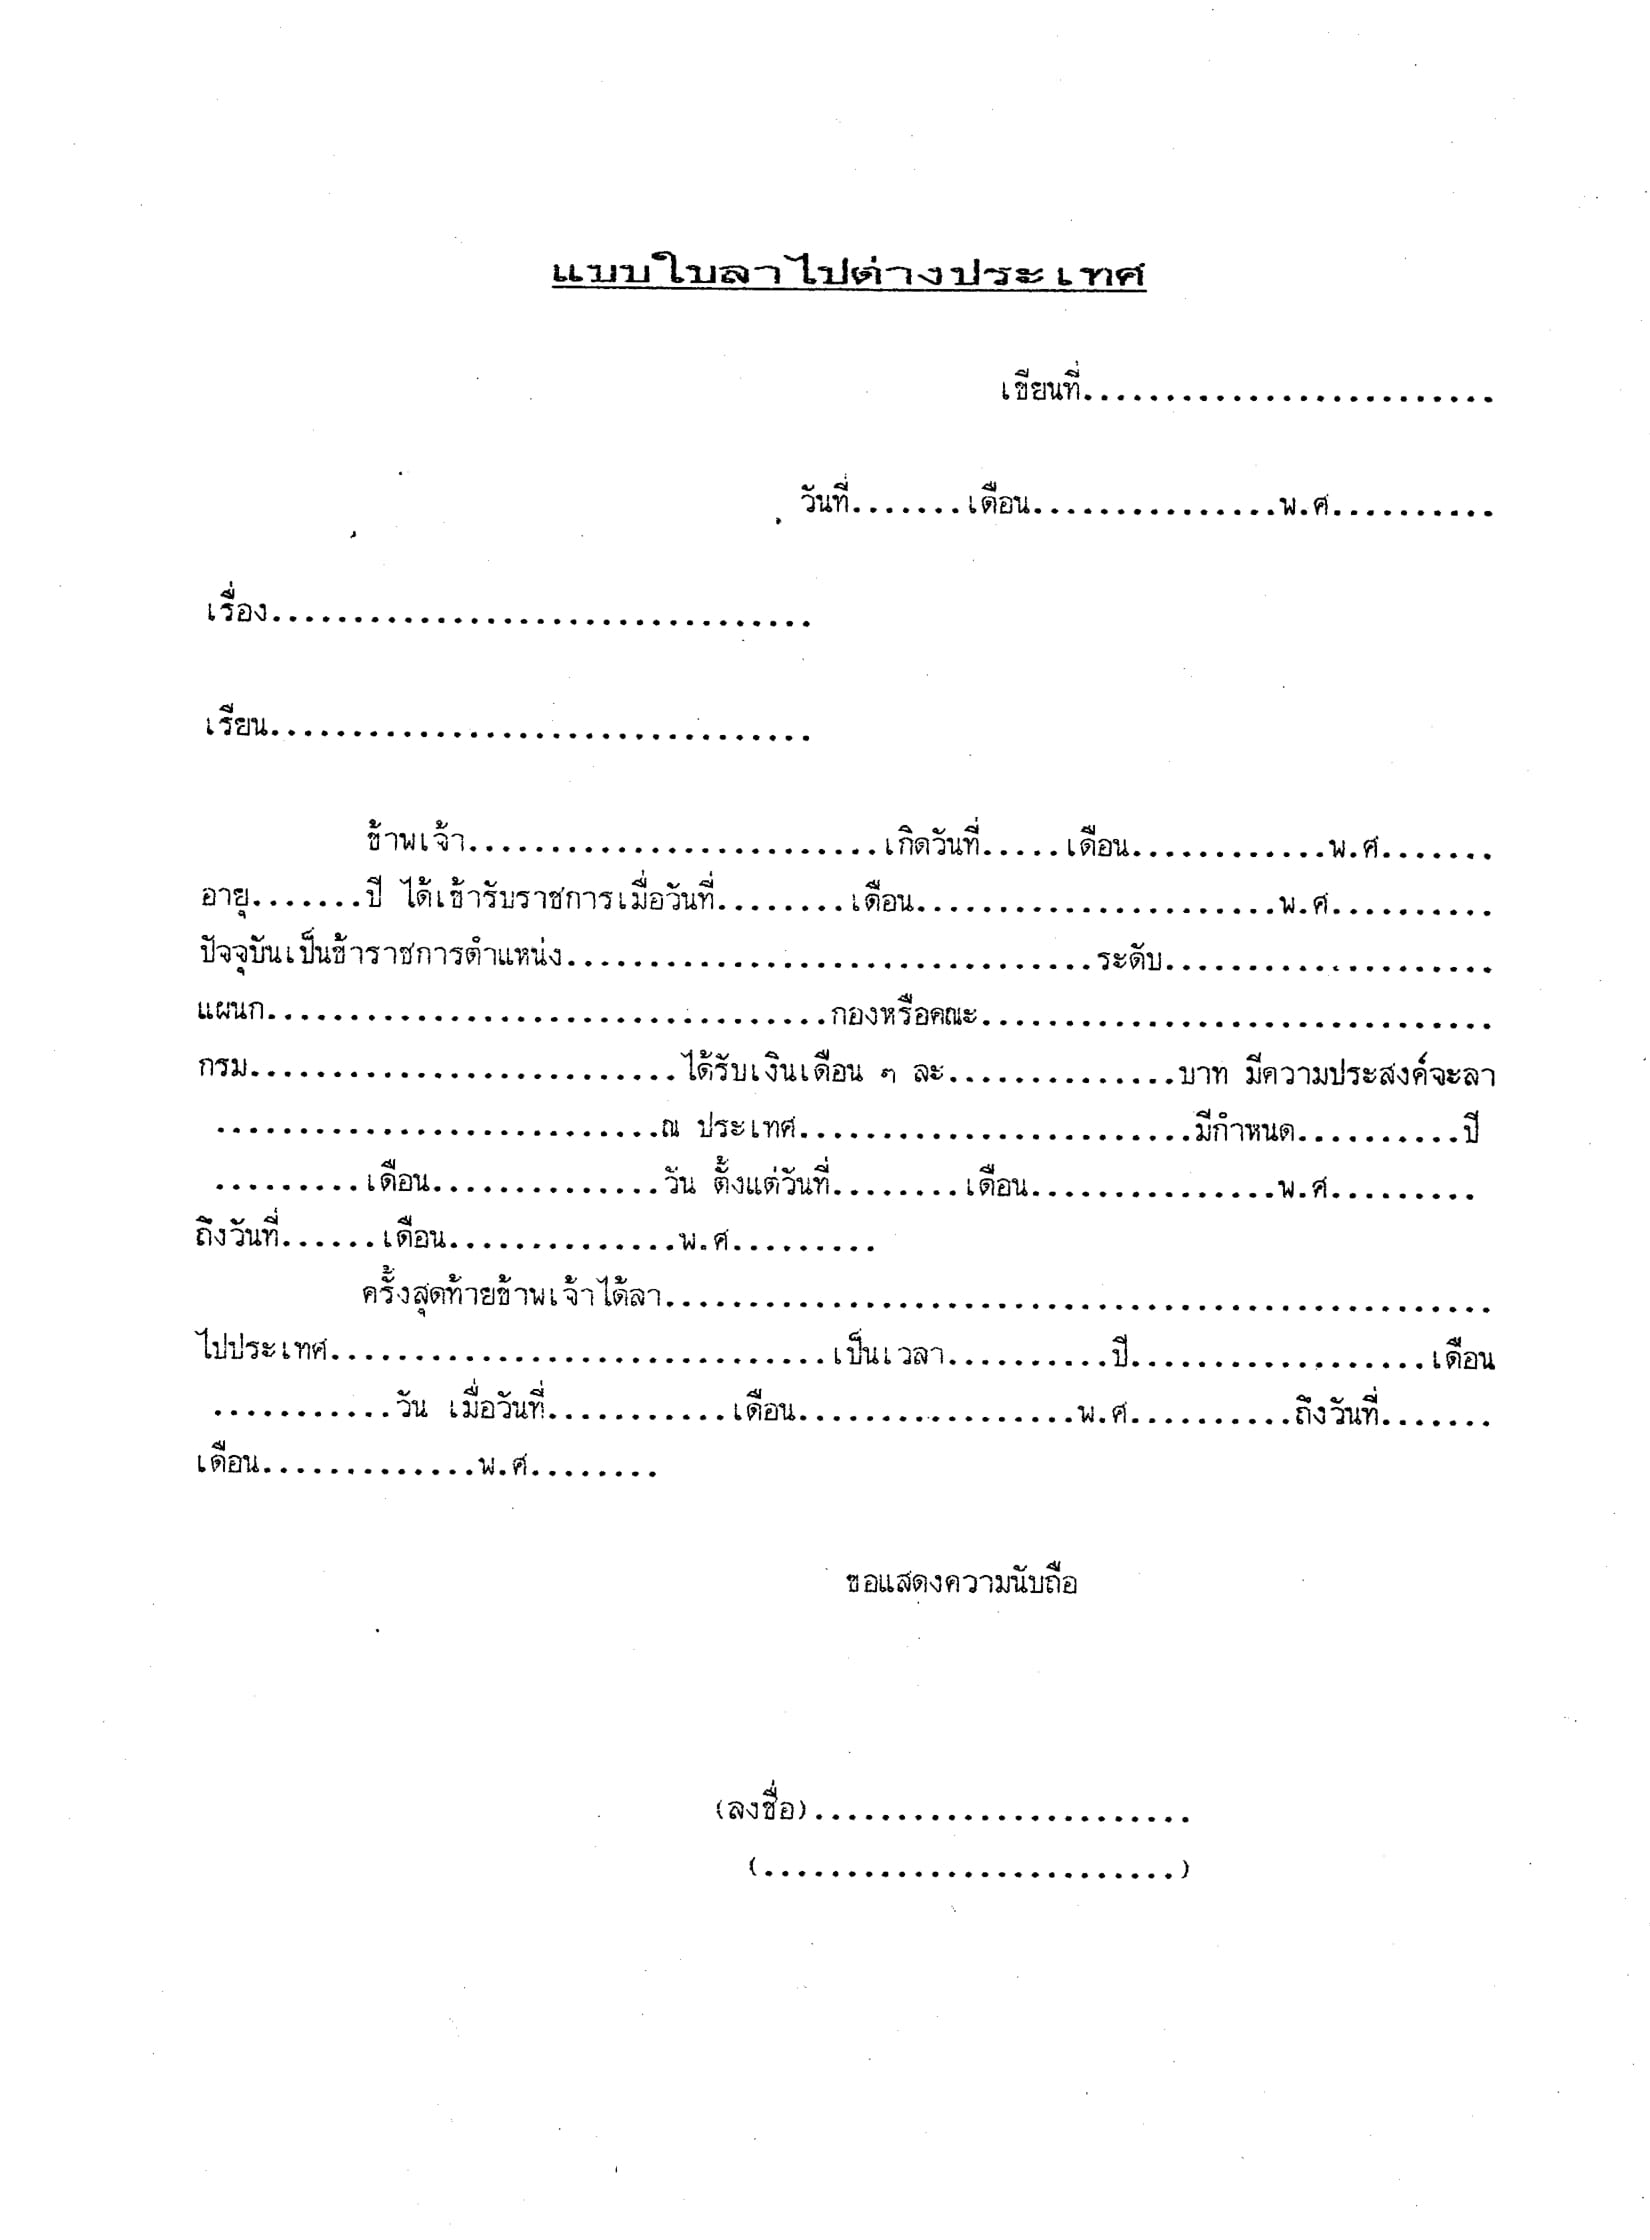 แบบใบลาไปต่างประเทศ
เขียนที่.........................
วันที่.......เดือน...............พ.ศ..........
เรื่อง.................................
เรียน.................................
ข้าพเจ้า.........................เกิดวันที่.....เดือน............พ.ศ.......
อายุ.......ปี ได้เข้ารับราชการเมื่อวันที่........เดือน......................พ.ศ..........
ปัจจุบันเป็นข้าราชการตำแหน่ง................................ระดับ....................
แผนก..................................กองหรือคณะ...............................
กรม..........................ได้รับเงินเดือน ๆ ละ..............บาท มีความประสงค์จะลา
...........................ณ ประเทศ........................มีกำหนด..........ปี
.........เดือน..............วัน ตั้งแต่วันที่........เดือน...............พ.ศ.........
ถึงวันที่......เดือน..............พ.ศ.........
ครั้งสุดท้ายข้าพเจ้าได้ลา..................................................
ไปประเทศ..............................เป็นเวลา..........ปี..................เดือน
...........วัน เมื่อวันที่...........เดือน.................พ.ศ..........ถึงวันที่.......
เดือน.............พ.ศ........
ขอแสดงความนับถือ
(ลงชื่อ).......................
(.........................)